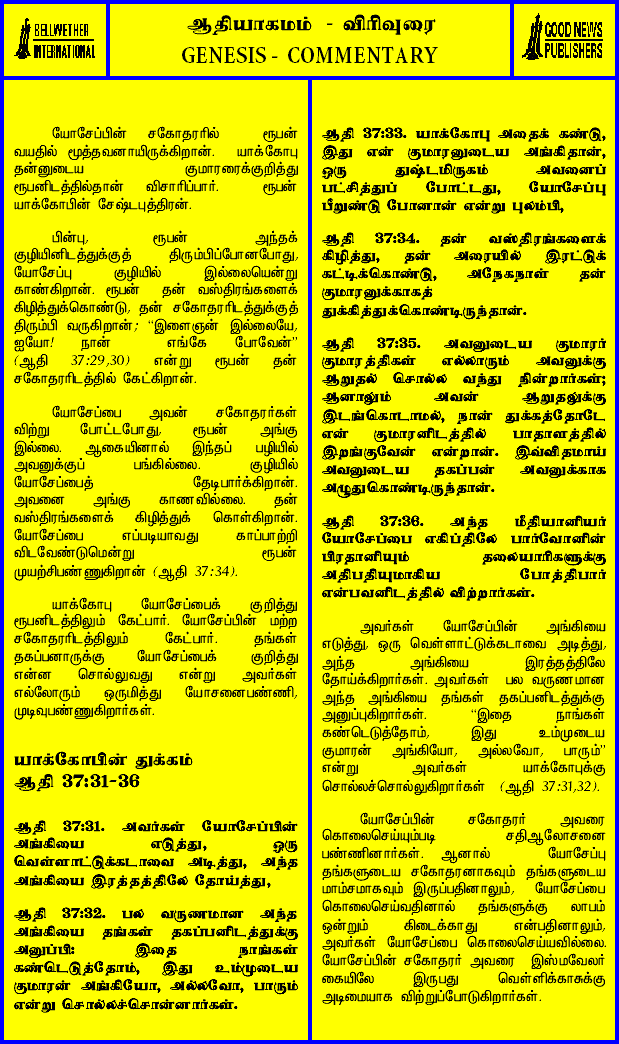 BELLWETHER
INTERNATIONAL
ஆதியாகமம் - விரிவுரை
GENESIS - COMMENTARY
GOOD NEWS
PUBLISHERS
யோசேப்பின் சகோதரரில் ரூபன்
வயதில் மூத்தவனாயிருக்கிறான். யாக்கோபு
தன்னுடைய குமாரரைக்குறித்து
ரூபனிடத்தில்தான் விசாரிப்பார். ரூபன்
யாக்கோபின் சேஷ்டபுத்திரன்.
பின்பு, ரூபன் அந்தக்
குழியினிடத்துக்குத் திரும்பிப்போனபோது,
யோசேப்பு குழியில் இல்லையென்று
காண்கிறான். ரூபன் தன் வஸ்திரங்களைக்
கிழித்துக்கொண்டு, தன் சகோதரரிடத்துக்குத்
திரும்பி வருகிறான்; “இளைஞன் இல்லையே,
ஐயோ! நான் எங்கே போவேன்”
(ஆதி 37:29,30) என்று ரூபன் தன்
சகோதரரிடத்தில் கேட்கிறான்.
யோசேப்பை அவன் சகோதரர்கள்
விற்று போட்டபோது, ரூபன் அங்கு
இல்லை. ஆகையினால் இந்தப் பழியில்
அவனுக்குப் பங்கில்லை. குழியில்
யோசேப்பைத் தேடிபார்க்கிறான்.
அவனை அங்கு காணவில்லை. தன்
வஸ்திரங்களைக் கிழித்துக் கொள்கிறான்.
யோசேப்பை எப்படியாவது காப்பாற்றி
விடவேண்டுமென்று ரூபன்
முயற்சிபண்ணுகிறான் (ஆதி 37:34).
யாக்கோபு யோசேப்பைக் குறித்து
ரூபனிடத்திலும் கேட்பார். யோசேப்பின் மற்ற
சகோதரரிடத்திலும் கேட்பார். தங்கள்
தகப்பனாருக்கு யோசேப்பைக் குறித்து
என்ன சொல்லுவது என்று அவர்கள்
எல்லோரும் ஒருமித்து யோசனைபண்ணி,
முடிவுபண்ணுகிறார்கள்.
யாக்கோபின் துக்கம்
ஆதி 37:31-36
ஆதி 37:31. அவர்கள் யோசேப்பின்
அங்கியை எடுத்து, ஒரு
வெள்ளாட்டுக்கடாவை அடித்து, அந்த
அங்கியை இரத்தத்திலே தோய்த்து,
ஆதி 37:32. பல வருணமான அந்த
அங்கியை தங்கள் தகப்பனிடத்துக்கு
அனுப்பி: இதை நாங்கள்
கண்டெடுத்தோம், இது உம்முடைய
குமாரன் அங்கியோ, அல்லவோ, பாரும்
என்று சொல்லச்சொன்னார்கள்.
ஆதி 37:33. யாக்கோபு அதைக் கண்டு,
இது என் குமாரனுடைய அங்கிதான்,
ஒரு துஷ்டமிருகம் அவனைப்
பட்சித்துப் போட்டது, யோசேப்பு
பீறுண்டு போனான் என்று புலம்பி,
ஆதி 37:34. தன் வஸ்திரங்களைக்
கிழித்து, தன் அரையில் இரட்டுக்
கட்டிக்கொண்டு, அநேகநாள் தன்
குமாரனுக்காகத்
துக்கித்துக்கொண்டிருந்தான்.
ஆதி 37:35. அவனுடைய குமாரர்
குமாரத்திகள் எல்லாரும் அவனுக்கு
ஆறுதல் சொல்ல வந்து நின்றார்கள்;
ஆனாலும் அவன் ஆறுதலுக்கு
இடங்கொடாமல், நான் துக்கத்தோடே
என் குமாரனிடத்தில் பாதாளத்தில்
இறங்குவேன் என்றான். இவ்விதமாய்
அவனுடைய தகப்பன் அவனுக்காக
அழுதுகொண்டிருந்தான்.
ஆதி 37:36. அந்த மீதியானியர்
யோசேப்பை எகிப்திலே பார்வோனின்
பிரதானியும் தலையாரிகளுக்கு
அதிபதியுமாகிய போத்திபார்
என்பவனிடத்தில் விற்றார்கள்.
அவர்கள் யோசேப்பின் அங்கியை
எடுத்து, ஒரு வெள்ளாட்டுக்கடாவை அடித்து,
அந்த அங்கியை இரத்தத்திலே
தோய்க்கிறார்கள். அவர்கள் பல வருணமான
அந்த அங்கியை தங்கள் தகப்பனிடத்துக்கு
அனுப்புகிறார்கள். “இதை நாங்கள்
கண்டெடுத்தோம், இது உம்முடைய
குமாரன் அங்கியோ, அல்லவோ, பாரும்”
என்று அவர்கள் யாக்கோபுக்கு
சொல்லச்சொல்லுகிறார்கள் (ஆதி 37:31,32).
யோசேப்பின் சகோதரர் அவரை
கொலைசெய்யும்படி சதிஆலோசனை
பண்ணினார்கள். ஆனால் யோசேப்பு
தங்களுடைய சகோதரனாகவும் தங்களுடைய
மாம்சமாகவும் இருப்பதினாலும், யோசேப்பை
கொலைசெய்வதினால் தங்களுக்கு லாபம்
ஒன்றும் கிடைக்காது என்பதினாலும்,
அவர்கள் யோசேப்பை கொலைசெய்யவில்லை.
யோசேப்பின் சகோதரர் அவரை இஸ்மவேலர்
கையிலே இருபது வெள்ளிக்காசுக்கு
அடிமையாக விற்றுப்போடுகிறார்கள்.